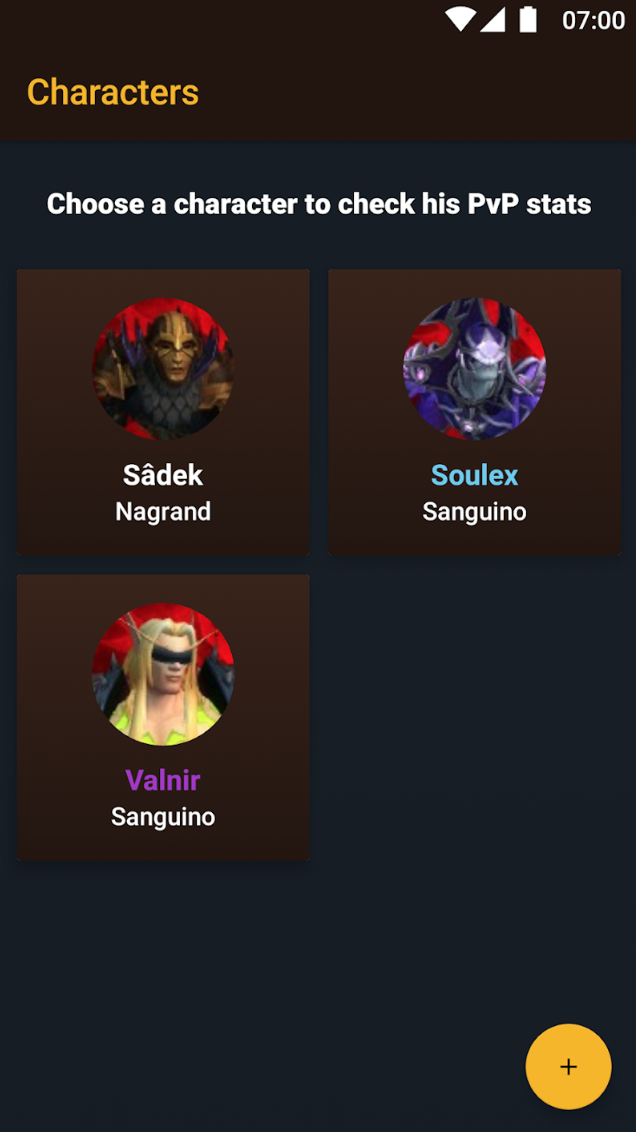 07:00
Characters
Choose a character to check his PvP stats
Sâdek
Nagrand
Soulex
Sanguino
Valnir
Sanguino
+